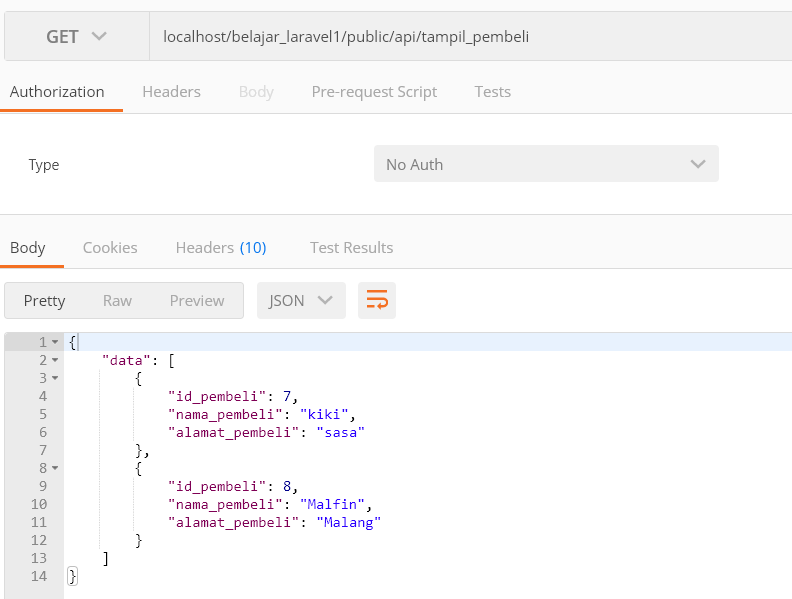 GET localhost/belajar_laravel1/public/api/tampil_pembeli
Authorization Headers Body Pre-request Script Tests
Type No Auth
Body Cookies Headers (10) Test Results
Pretty Raw Preview JSON
1 {
2 "data": [
3 {
4 "id_pembeli": 7,
5 "nama_pembeli": "kiki",
6 "alamat_pembeli": "sasa"
7 },
8 {
9 "id_pembeli": 8,
10 "nama_pembeli": "Malfin",
11 "alamat_pembeli": "Malang"
12 }
13 ]
14 }